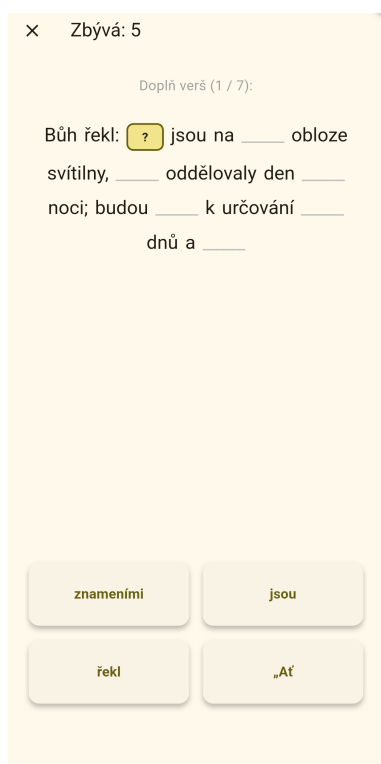 Zbývá: 5
Doplň verš (1 / 7):
Bůh řekl: ? jsou na ____ obloze
svítilny, ____ oddělovaly den ____
noci; budou ____ k určování ____
dnů a ____
znameními
jsou
řekl
„Ať